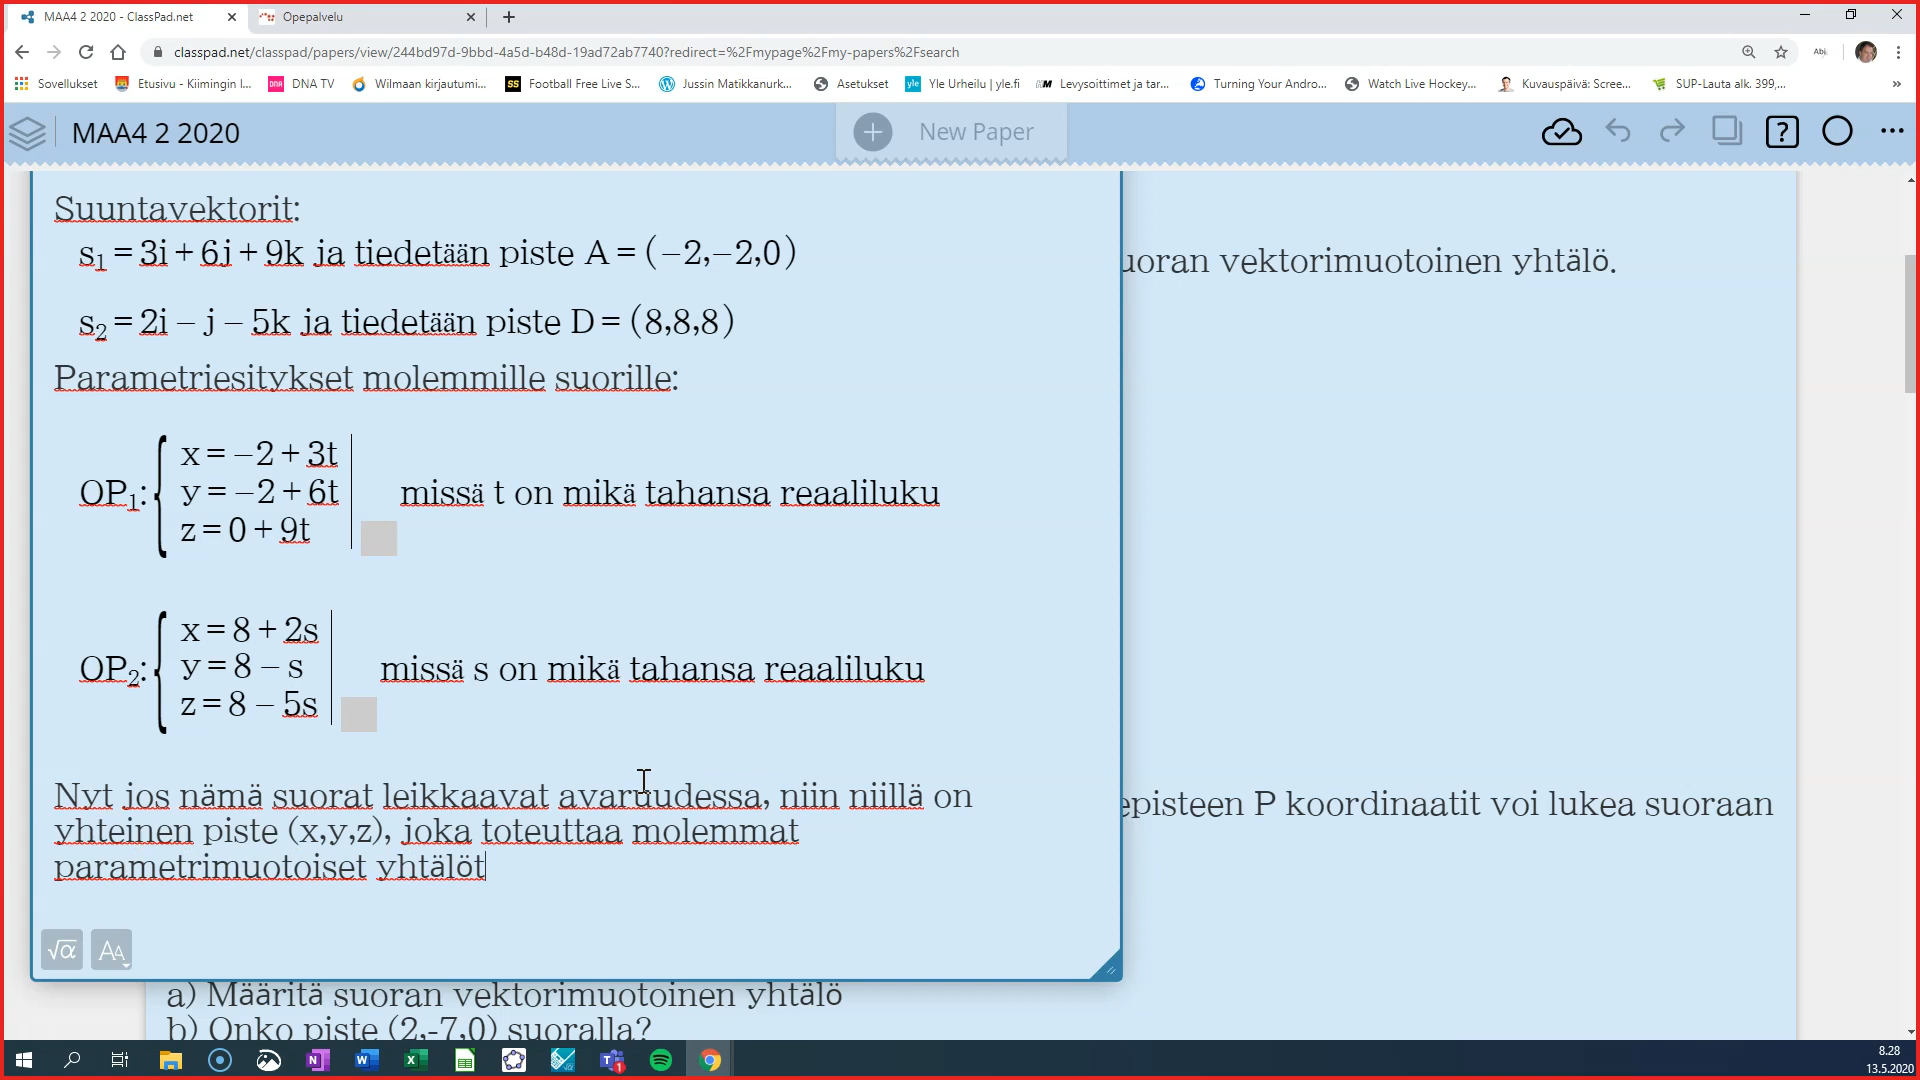 MAA4 2 2020 - ClassPad.net
Opepalvelu
classpad.net/classpad/papers/view/244bd97d-9bbd-4a5d-b48d-19ad72ab7740?redirect=%2Fmypage%2Fmy-papers%2Fsearch
Sovellukset Etusivu - Kiimingin l... DNA TV Wilmaan kirjautumi... Football Free Live S... Jussin Matikkanurk... Asetukset Yle Urheilu | yle.fi Levysoittimet ja tar... Turning Your Andro... Watch Live Hockey... Kuvauspäivä: Scree... SUP-Lauta alk. 399,... »
MAA4 2 2020
New Paper
Suuntavektorit:
s₁ = 3i + 6j + 9k ja tiedetään piste A = (−2,−2,0)
uoran vektorimuotoinen yhtälö.
s₂ = 2i − j − 5k ja tiedetään piste D = (8,8,8)
Parametriesitykset molemmille suorille:
x = −2 + 3t
OP₁: y = −2 + 6t missä t on mikä tahansa reaaliluku
z = 0 + 9t
x = 8 + 2s
OP₂: y = 8 − s missä s on mikä tahansa reaaliluku
z = 8 − 5s
Nyt jos nämä suorat leikkaavat avaruudessa, niin niillä on
yhteinen piste (x,y,z), joka toteuttaa molemmat
parametrimuotoiset yhtälöt
episteen P koordinaatit voi lukea suoraan
√α AA
a) Määritä suoran vektorimuotoinen yhtälö
b) Onko piste (2,-7,0) suoralla?
8.28
13.5.2020